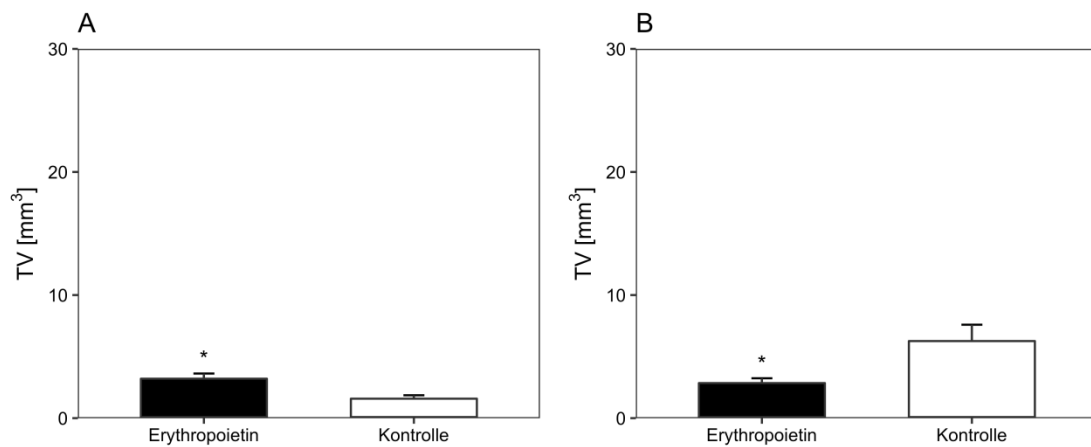 A
30
20
10
0
TV [mm³]
*
Erythropoietin
Kontrolle
B
30
20
10
0
TV [mm³]
*
Erythropoietin
Kontrolle